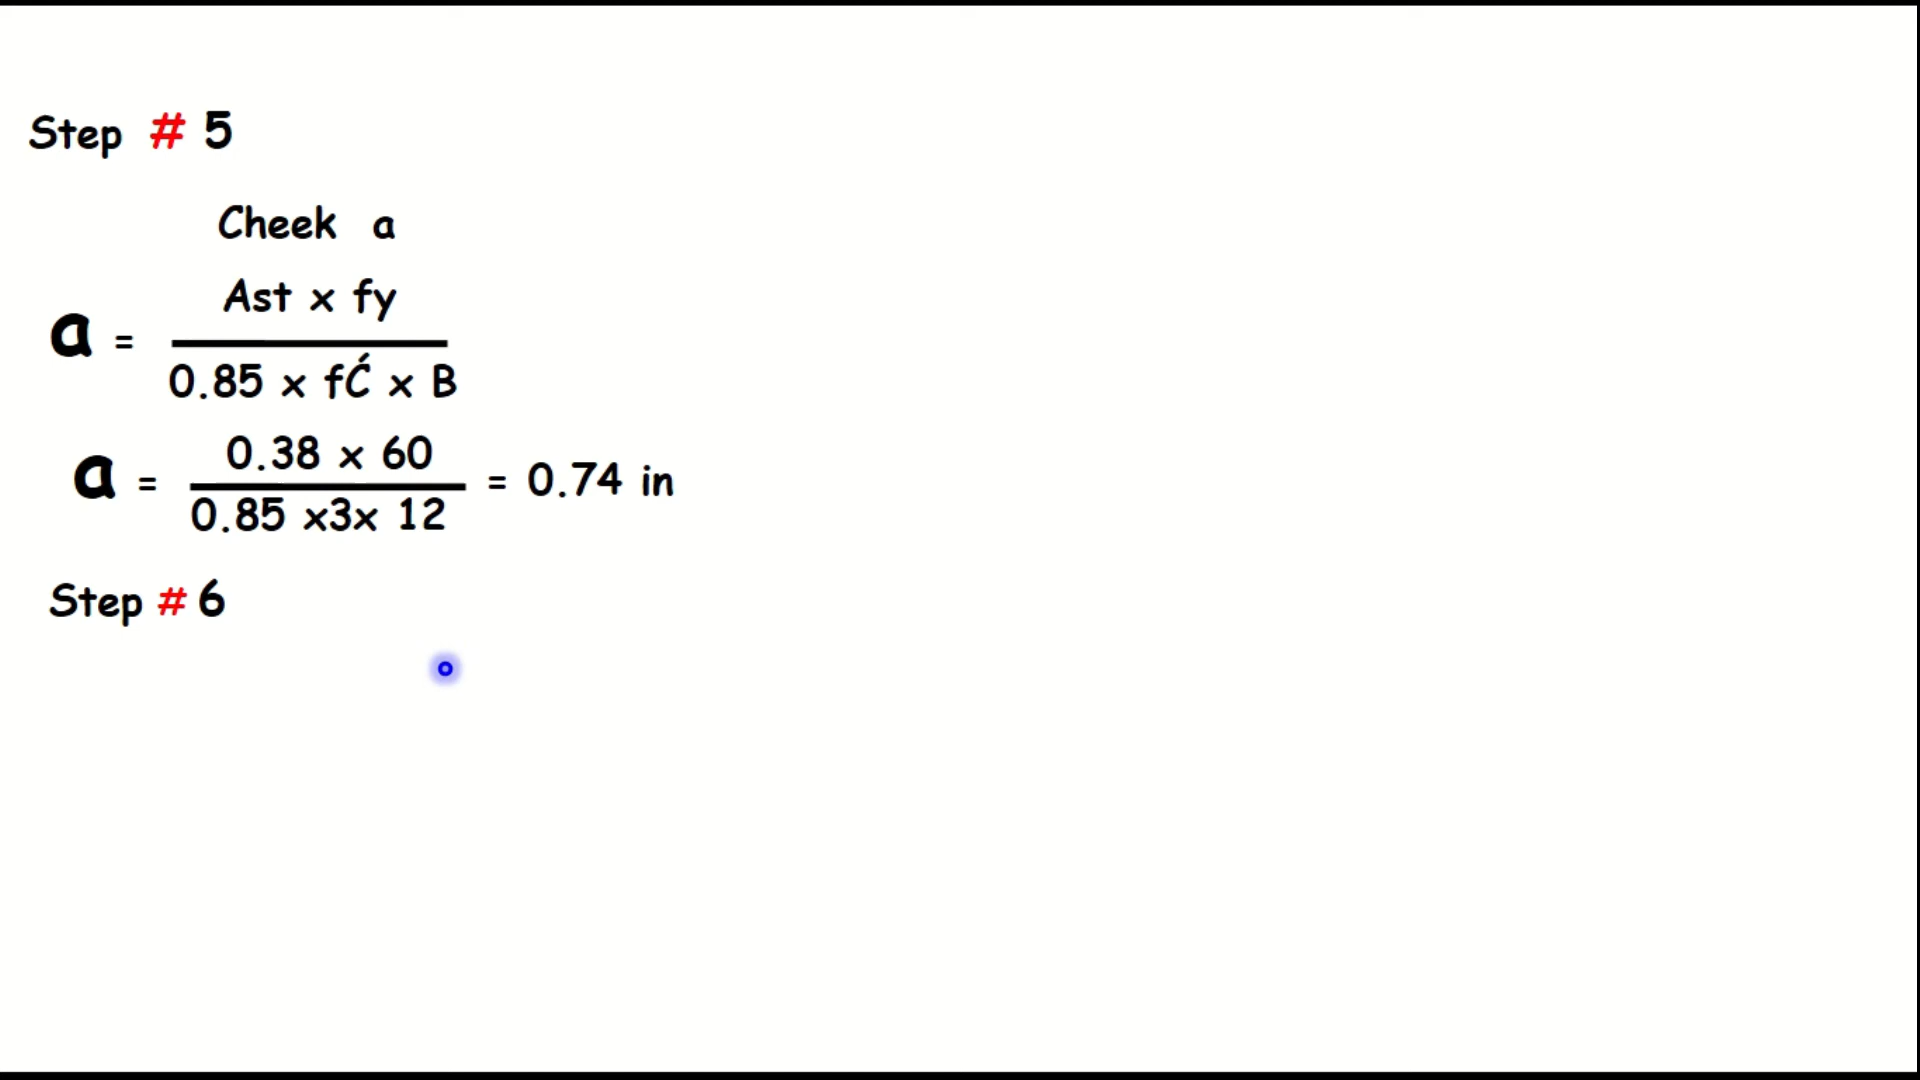 Step # 5
Cheek a
a = Ast x fy
0.85 x fĆ x B
a = 0.38 x 60
0.85 x3x 12 = 0.74 in
Step # 6